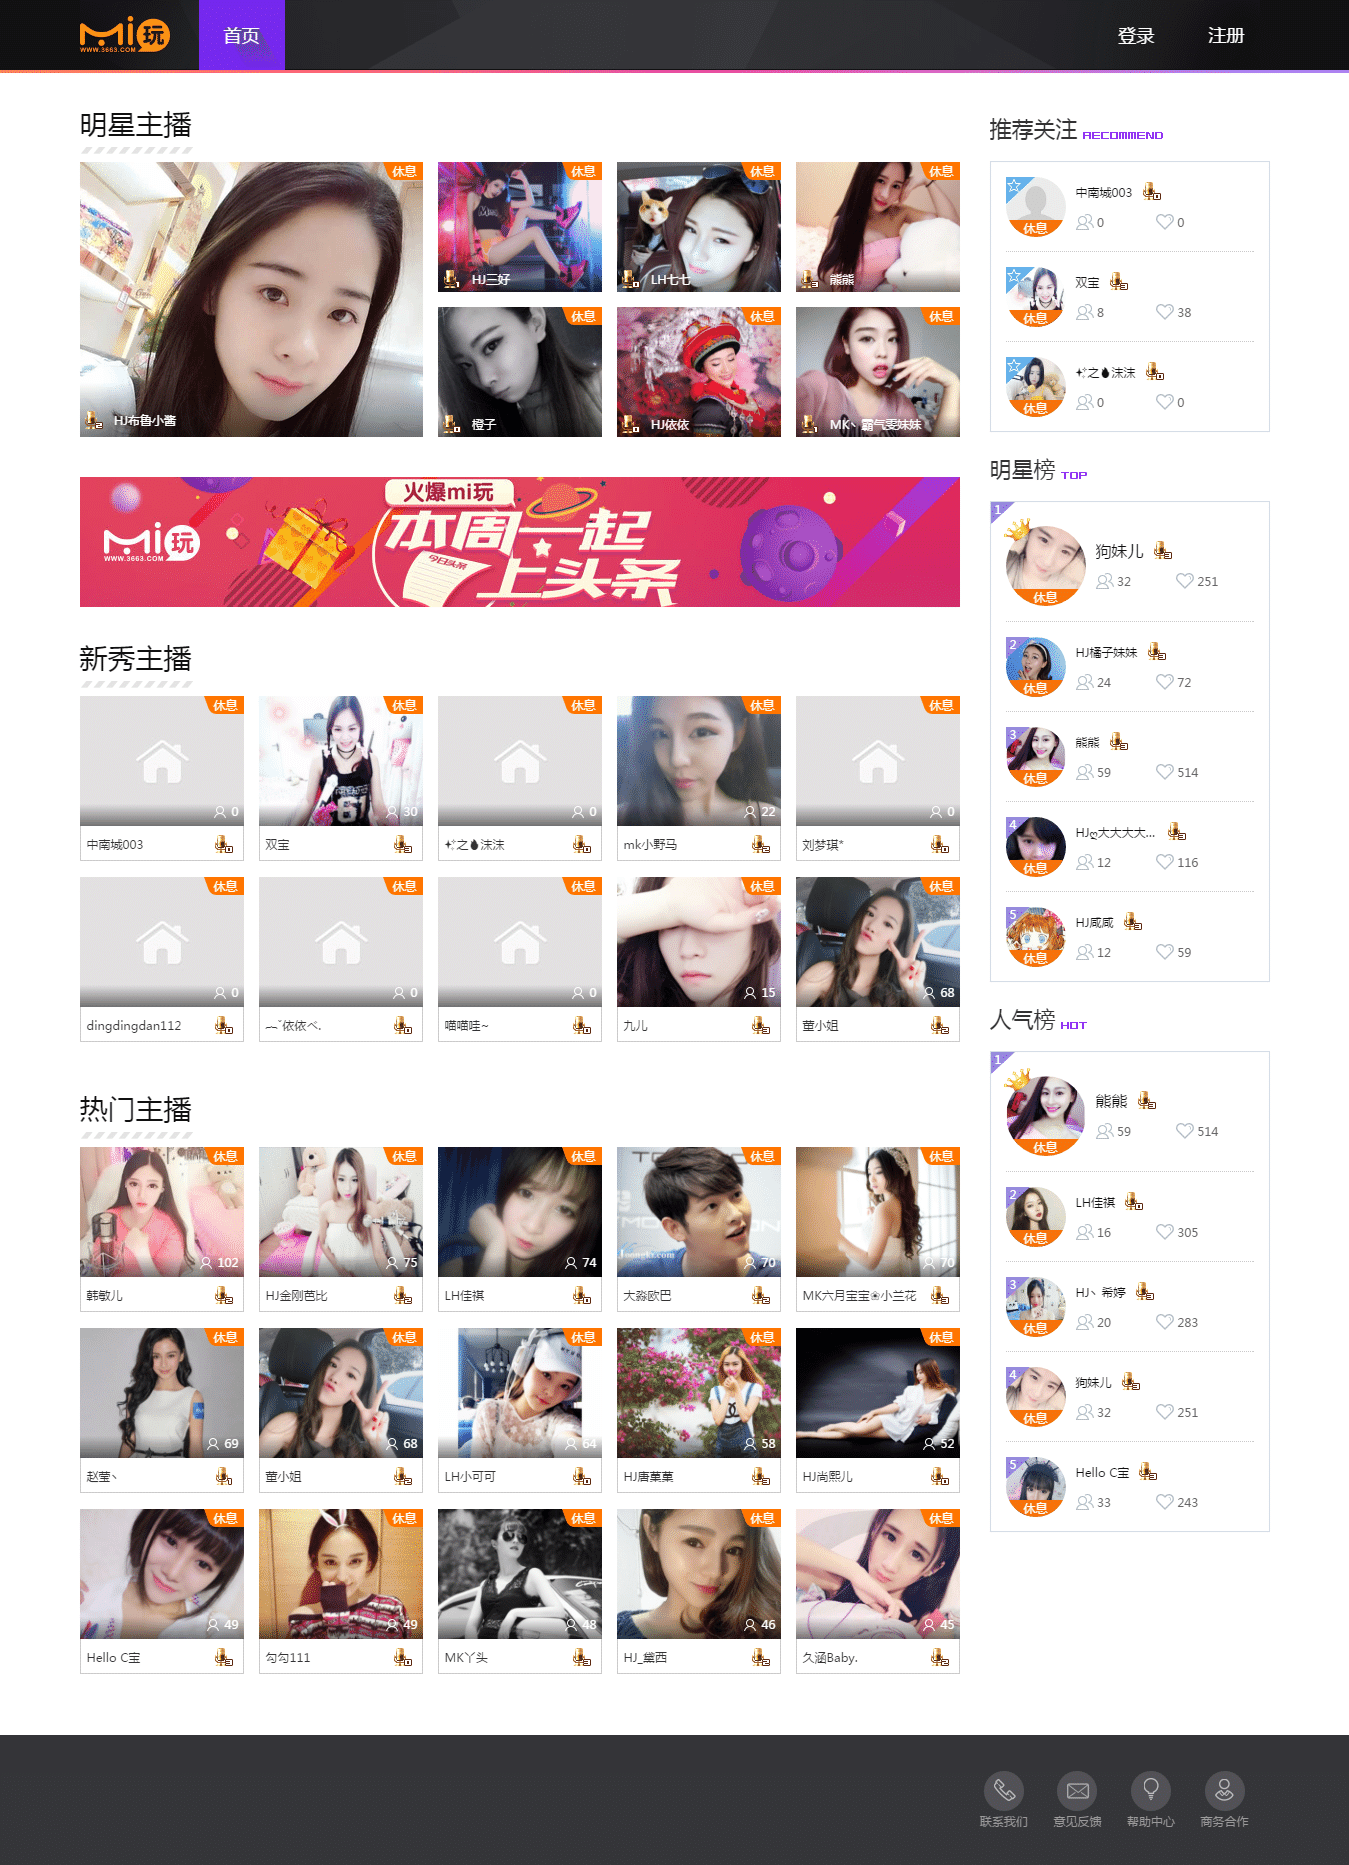 mi玩
WWW.3663.COM
首页
登录
注册
明星主播
休息
HJ布鲁小酱
休息
HJ三好
休息
LH七七
休息
熊熊
休息
橙子
休息
HJ依依
休息
MK丶霸气雯妹妹
mi玩
WWW.3663.COM
火爆mi玩
本周一起
上头条
今日头条
新秀主播
休息
0
中南城003
休息
30
双宝
休息
0
之 沫沫
休息
22
mk小野马
休息
0
刘梦琪*
休息
0
dingdingdan112
休息
0
依依
休息
0
喵喵哇~
休息
15
九儿
休息
68
董小姐
热门主播
休息
102
韩敏儿
休息
75
HJ金刚芭比
休息
74
LH佳祺
休息
70
大淼欧巴
休息
70
MK六月宝宝❀小兰花
休息
69
赵莹丶
休息
68
董小姐
休息
64
LH小可可
休息
58
HJ唐菓菓
休息
52
HJ尚熙儿
休息
49
Hello C宝
休息
49
勾勾111
休息
48
MK丫头
休息
46
HJ_黛西
休息
45
久涵Baby.
推荐关注 RECOMMEND
中南城003
休息
0 0
双宝
休息
8 38
之 沫沫
休息
0 0
明星榜 TOP
1
狗妹儿
32 251
休息
2
HJ橘子妹妹
24 72
休息
3
熊熊
59 514
休息
4
HJღ大大大大...
12 116
休息
5
HJ咸咸
12 59
休息
人气榜 HOT
1
熊熊
59 514
休息
2
LH佳祺
16 305
休息
3
HJ丶希婷
20 283
休息
4
狗妹儿
32 251
休息
5
Hello C宝
33 243
休息
联系我们
意见反馈
帮助中心
商务合作